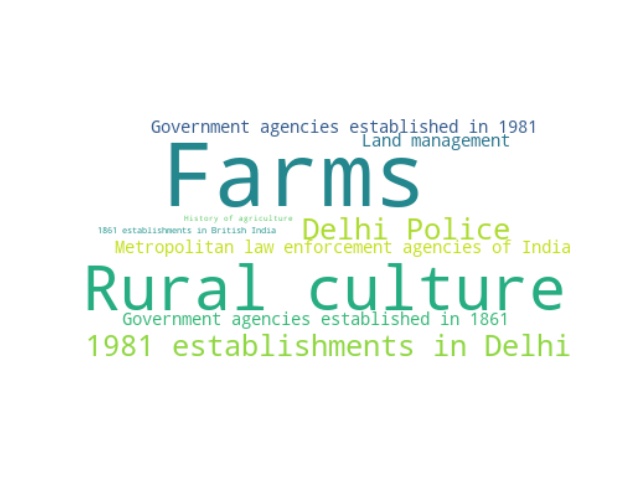 Government agencies established in 1981
Land management
Farms
History of agriculture
1861 establishments in British India
Delhi Police
Metropolitan law enforcement agencies of India
Rural culture
Government agencies established in 1861
1981 establishments in Delhi